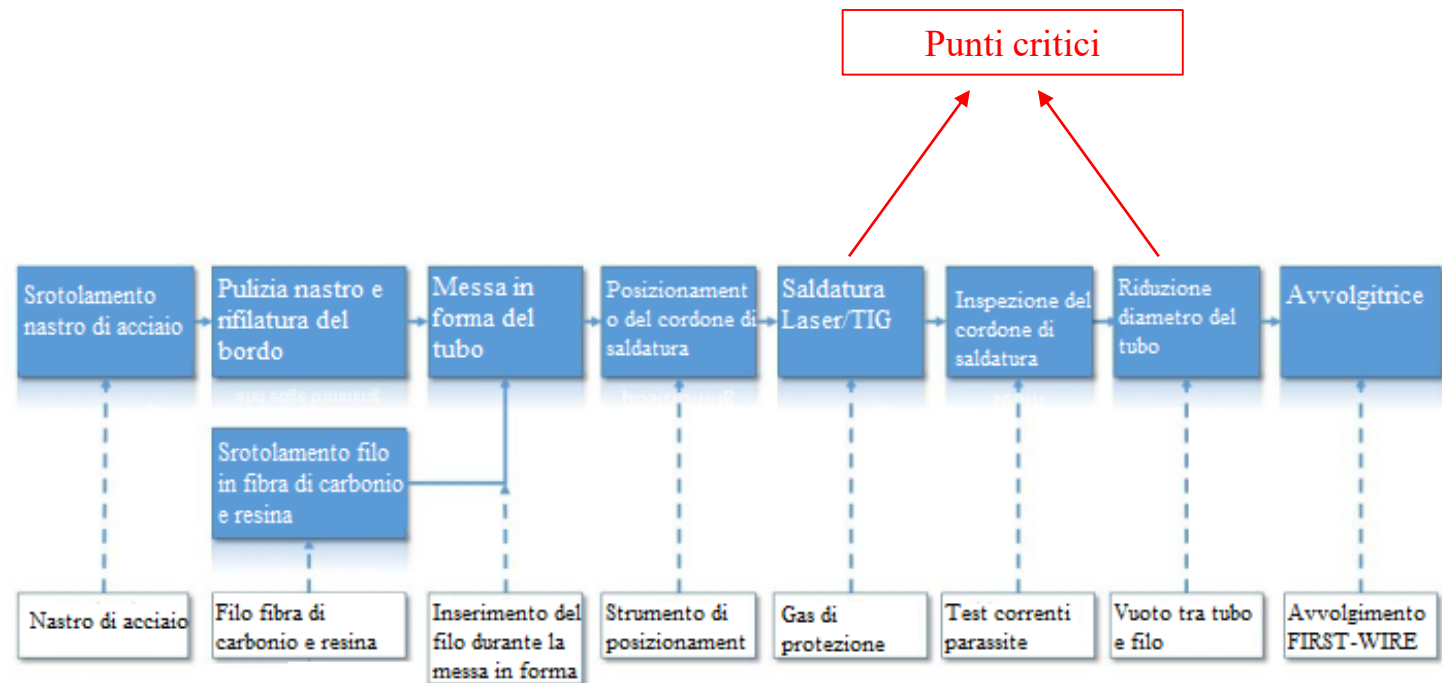 Punti critici
Srotolamento
nastro di acciaio
Pulizia nastro e
rifilatura del
bordo
Messa in
forma del
tubo
Posizionament
o del cordone di
saldatura
Saldatura
Laser/TIG
Inspezione del
cordone di
saldatura
Riduzione
diametro del
tubo
Avvolgitrice
Srotolamento filo
in fibra di carbonio
e resina
Nastro di acciaio
Filo fibra di
carbonio e resina
Inserimento del
filo durante la
messa in forma
Strumento di
posizionament
Gas di
protezione
Test correnti
parassite
Vuoto tra tubo
e filo
Avvolgimento
FIRST-WIRE